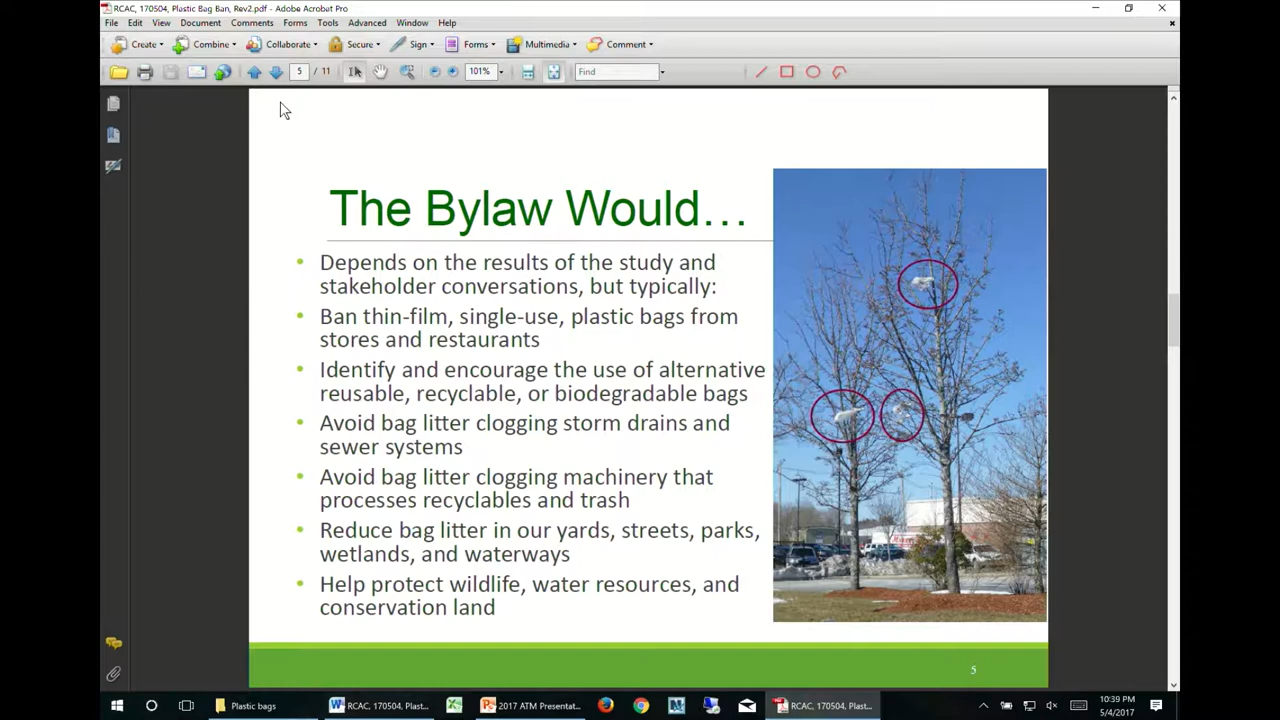 RCAC, 170504, Plastic Bag Ban, Rev2.pdf - Adobe Acrobat Pro
File Edit View Document Comments Forms Tools Advanced Window Help
Create Combine Collaborate Secure Sign Forms Multimedia Comment
5 / 11 101% Find
The Bylaw Would…
• Depends on the results of the study and
stakeholder conversations, but typically:
• Ban thin-film, single-use, plastic bags from
stores and restaurants
• Identify and encourage the use of alternative
reusable, recyclable, or biodegradable bags
• Avoid bag litter clogging storm drains and
sewer systems
• Avoid bag litter clogging machinery that
processes recyclables and trash
• Reduce bag litter in our yards, streets, parks,
wetlands, and waterways
• Help protect wildlife, water resources, and
conservation land
5
Plastic bags RCAC, 170504, Plast... 2017 ATM Presentat... RCAC, 170504, Plast... 10:39 PM
5/4/2017